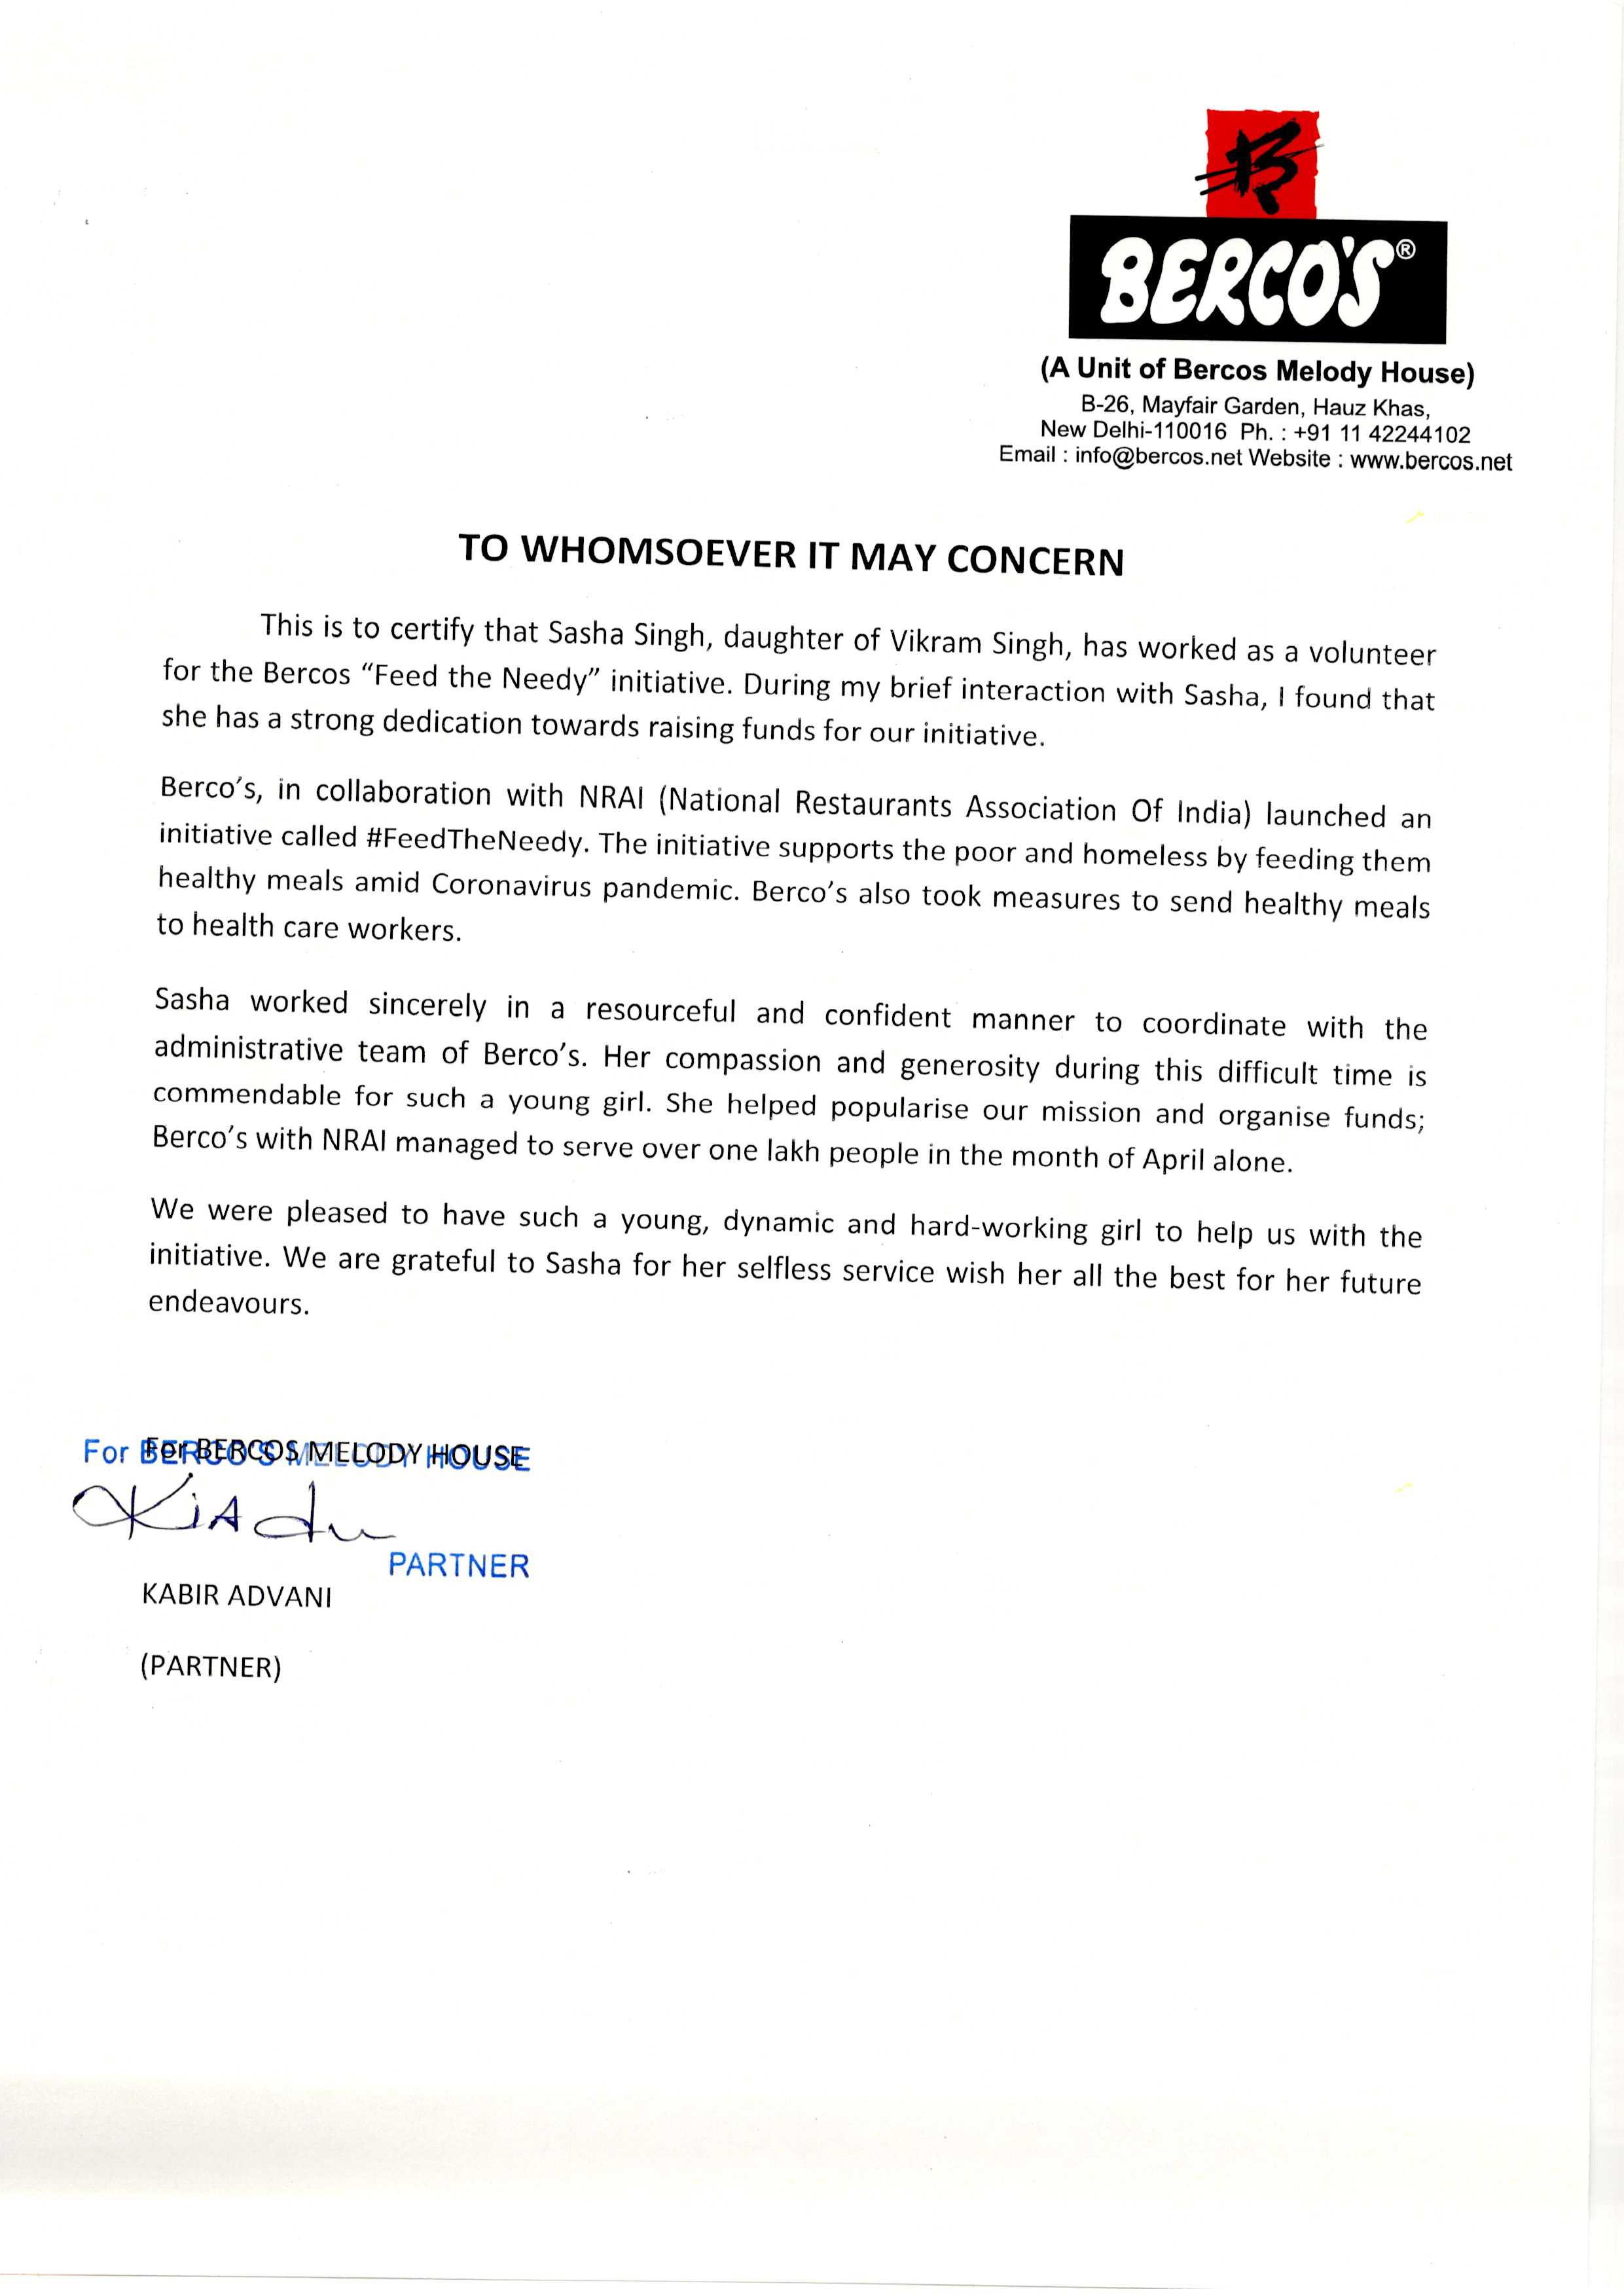 B
BERCO'S®
(A Unit of Bercos Melody House)
B-26, Mayfair Garden, Hauz Khas,
New Delhi-110016 Ph. : +91 11 42244102
Email : info@bercos.net Website : www.bercos.net
TO WHOMSOEVER IT MAY CONCERN
This is to certify that Sasha Singh, daughter of Vikram Singh, has worked as a volunteer
for the Bercos “Feed the Needy” initiative. During my brief interaction with Sasha, I found that
she has a strong dedication towards raising funds for our initiative.
Berco’s, in collaboration with NRAI (National Restaurants Association Of India) launched an
initiative called #FeedTheNeedy. The initiative supports the poor and homeless by feeding them
healthy meals amid Coronavirus pandemic. Berco’s also took measures to send healthy meals
to health care workers.
Sasha worked sincerely in a resourceful and confident manner to coordinate with the
administrative team of Berco’s. Her compassion and generosity during this difficult time is
commendable for such a young girl. She helped popularise our mission and organise funds;
Berco’s with NRAI managed to serve over one lakh people in the month of April alone.
We were pleased to have such a young, dynamic and hard-working girl to help us with the
initiative. We are grateful to Sasha for her selfless service wish her all the best for her future
endeavours.
For BERCO'S MELODY HOUSE
For BERCOS MELODY HOUSE
PARTNER
KABIR ADVANI
(PARTNER)